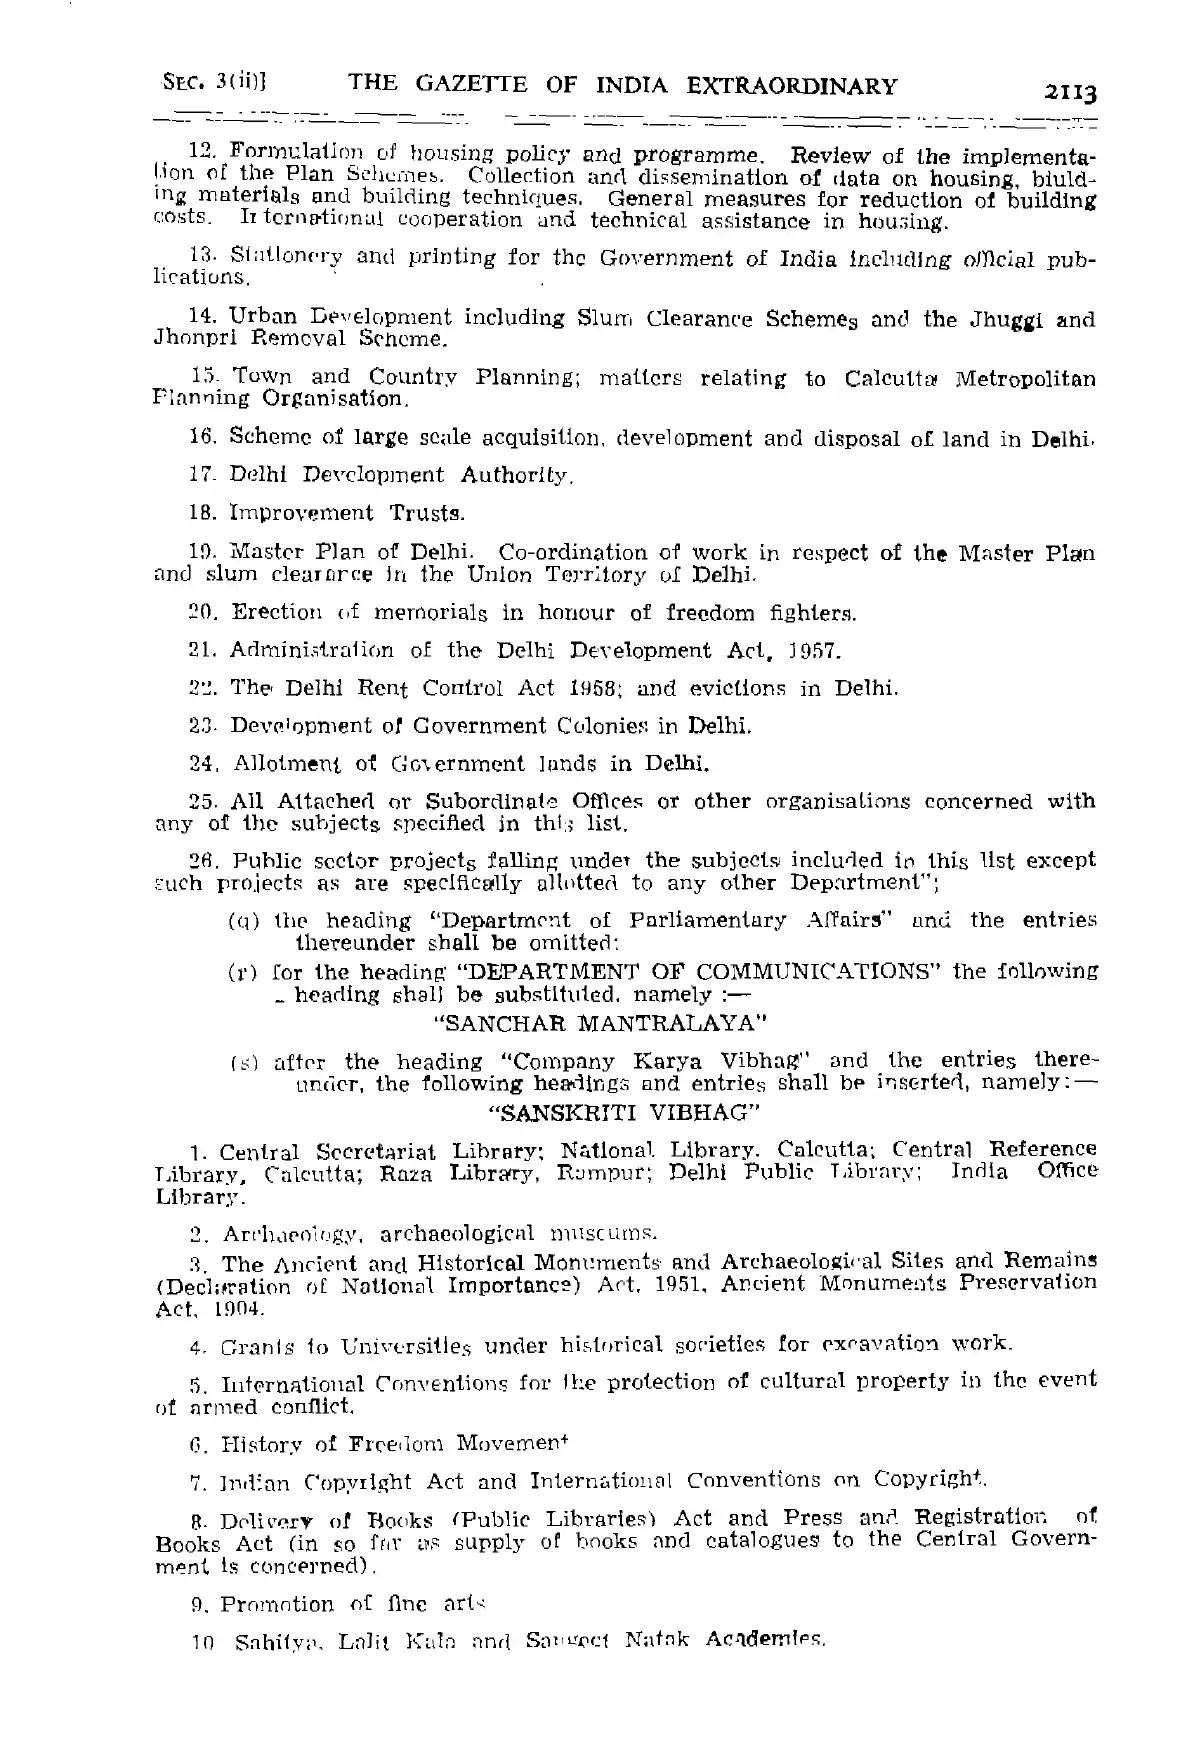 SEC. 3(ii)] THE GAZETTE OF INDIA EXTRAORDINARY 2113
12. Formulation of housing policy and programme. Review of the implementa-
tion of the Plan Schemes. Collection and dissemination of data on housing, biuld-
ing materials and building techniques. General measures for reduction of building
costs. International cooperation and technical assistance in housing.
13. Stationery and printing for the Government of India including official pub-
lications.
14. Urban Development including Slum Clearance Schemes and the Jhuggi and
Jhonpri Removal Scheme.
15. Town and Country Planning; matters relating to Calcutta Metropolitan
Planning Organisation.
16. Scheme of large scale acquisition, development and disposal of land in Delhi.
17. Delhi Development Authority.
18. Improvement Trusts.
19. Master Plan of Delhi. Co-ordination of work in respect of the Master Plan
and slum clearance in the Union Territory of Delhi.
20. Erection of memorials in honour of freedom fighters.
21. Administration of the Delhi Development Act, 1957.
22. The Delhi Rent Control Act 1958; and evictions in Delhi.
23. Development of Government Colonies in Delhi.
24. Allotment of Government lands in Delhi.
25. All Attached or Subordinate Offices or other organisations concerned with
any of the subjects specified in this list.
26. Public sector projects falling under the subjects included in this list except
such projects as are specifically allotted to any other Department";
(q) the heading "Department of Parliamentary Affairs" and the entries
thereunder shall be omitted:
(r) for the heading "DEPARTMENT OF COMMUNICATIONS" the following
heading shall be substituted, namely :—
"SANCHAR MANTRALAYA"
(s) after the heading "Company Karya Vibhag" and the entries there-
under, the following headings and entries shall be inserted, namely:—
"SANSKRITI VIBHAG"
1. Central Secretariat Library; National Library, Calcutta; Central Reference
Library, Calcutta; Raza Library, Rampur; Delhi Public Library; India Office
Library.
2. Archaeology, archaeological museums.
3. The Ancient and Historical Monuments and Archaeological Sites and Remains
(Declaration of National Importance) Act, 1951, Ancient Monuments Preservation
Act, 1904.
4. Grants to Universities under historical societies for excavation work.
5. International Conventions for the protection of cultural property in the event
of armed conflict.
6. History of Freedom Movement
7. Indian Copyright Act and International Conventions on Copyright.
8. Delivery of Books (Public Libraries) Act and Press and Registration of
Books Act (in so far as supply of books and catalogues to the Central Govern-
ment is concerned).
9. Promotion of fine arts
10 Sahitya, Lalit Kala and Sangeet Natak Academies.